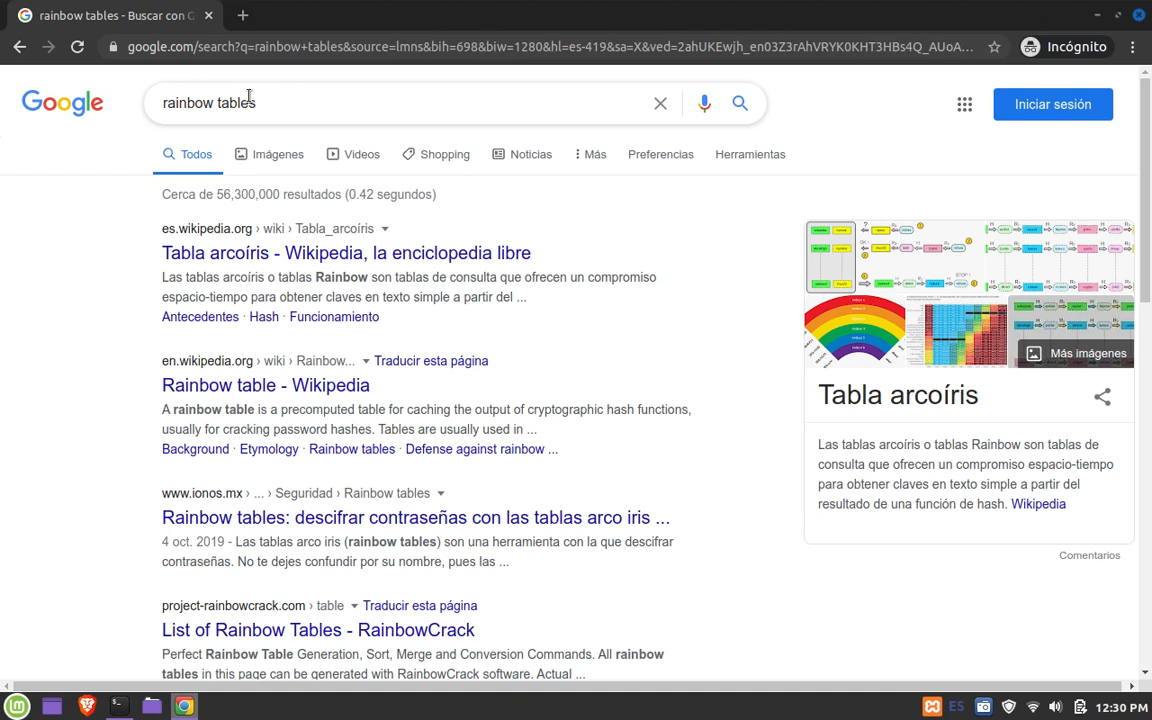 rainbow tables - Buscar con G
google.com/search?q=rainbow+tables&source=lmns&bih=698&biw=1280&hl=es-419&sa=X&ved=2ahUKEwjh_en03Z3rAhVRYK0KHT3HBs4Q_AUoA...
Incógnito
Google
rainbow tables
Iniciar sesión
Todos Imágenes Videos Shopping Noticias Más Preferencias Herramientas
Cerca de 56,300,000 resultados (0.42 segundos)
es.wikipedia.org › wiki › Tabla_arcoíris
Tabla arcoíris - Wikipedia, la enciclopedia libre
Las tablas arcoíris o tablas Rainbow son tablas de consulta que ofrecen un compromiso
espacio-tiempo para obtener claves en texto simple a partir del ...
Antecedentes · Hash · Funcionamiento
en.wikipedia.org › wiki › Rainbow... Traducir esta página
Rainbow table - Wikipedia
A rainbow table is a precomputed table for caching the output of cryptographic hash functions,
usually for cracking password hashes. Tables are usually used in ...
Background · Etymology · Rainbow tables · Defense against rainbow ...
www.ionos.mx › ... › Seguridad › Rainbow tables
Rainbow tables: descifrar contraseñas con las tablas arco iris ...
4 oct. 2019 - Las tablas arco iris (rainbow tables) son una herramienta con la que descifrar
contraseñas. No te dejes confundir por su nombre, pues las ...
project-rainbowcrack.com › table Traducir esta página
List of Rainbow Tables - RainbowCrack
Perfect Rainbow Table Generation, Sort, Merge and Conversion Commands. All rainbow
tables in this page can be generated with RainbowCrack software. Actual ...
Más imágenes
Tabla arcoíris
Las tablas arcoíris o tablas Rainbow son tablas de
consulta que ofrecen un compromiso espacio-tiempo
para obtener claves en texto simple a partir del
resultado de una función de hash. Wikipedia
Comentarios
ES
12:30 PM